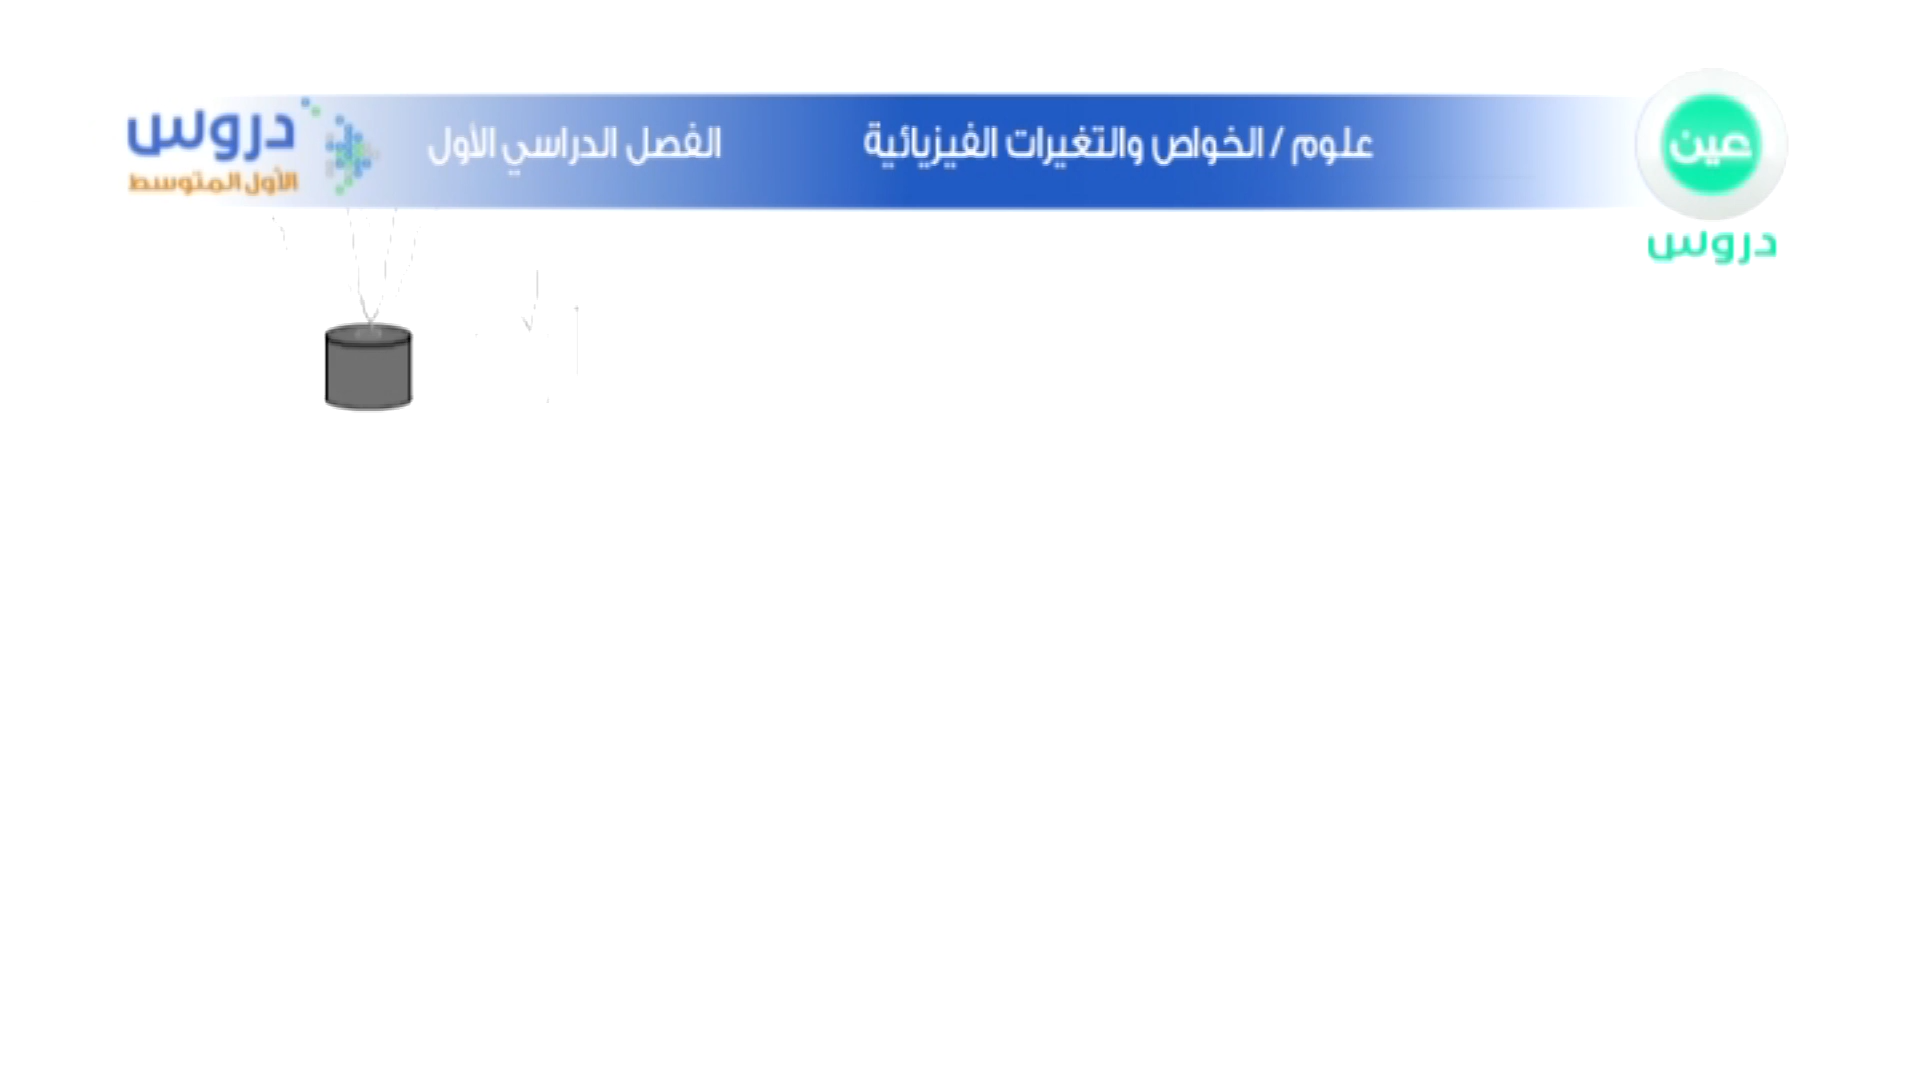 عين
دروس
علوم / الخواص والتغيرات الفيزيائية
الفصل الدراسي الأول
دروس
الأول المتوسط